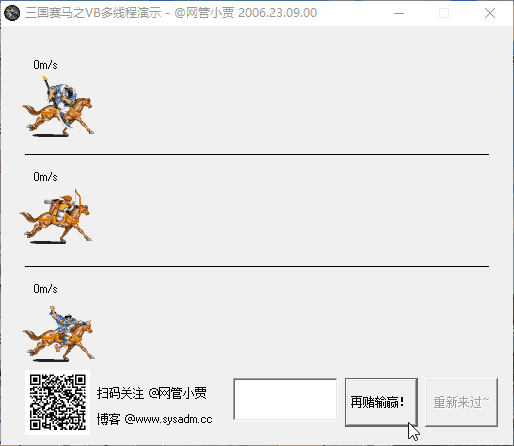 三国赛马之VB多线程演示 - @网管小贾 2006.23.09.00
0m/s
0m/s
0m/s
扫码关注 @网管小贾
博客 @www.sysadm.cc
再赌输赢!
重新来过~